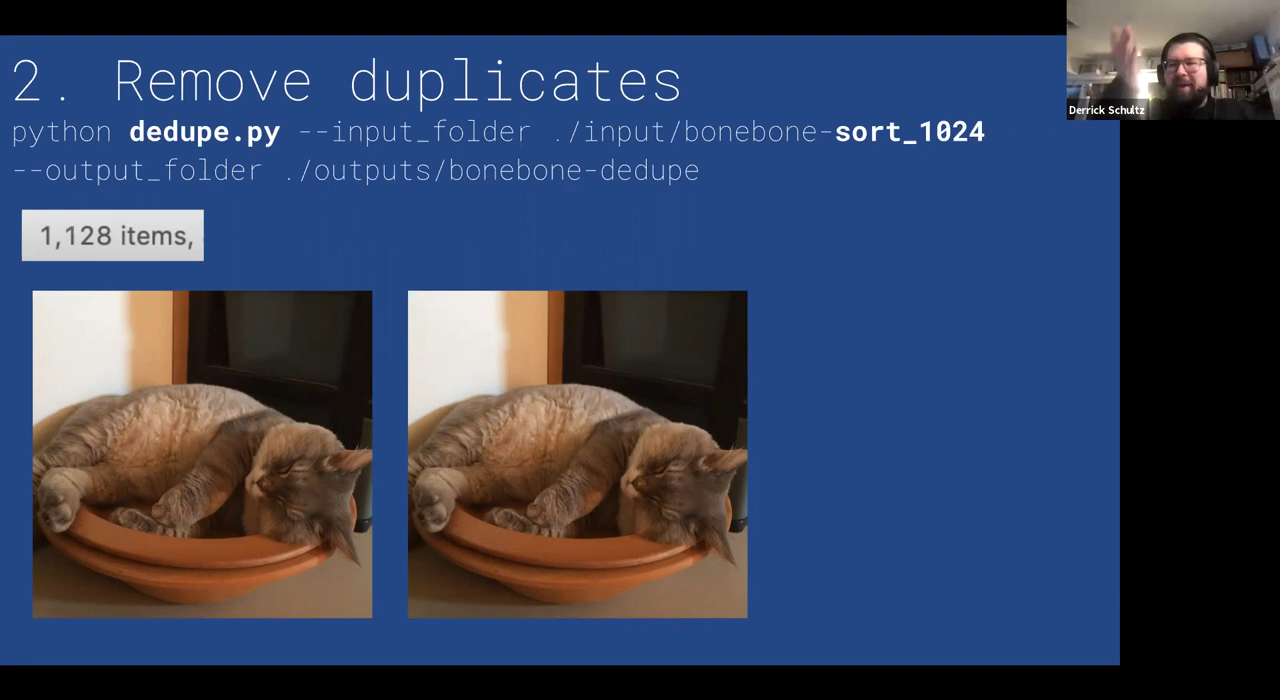 2. Remove duplicates
python dedupe.py --input_folder ./input/bonebone-sort_1024
--output_folder ./outputs/bonebone-dedupe
1,128 items,
Derrick Schultz